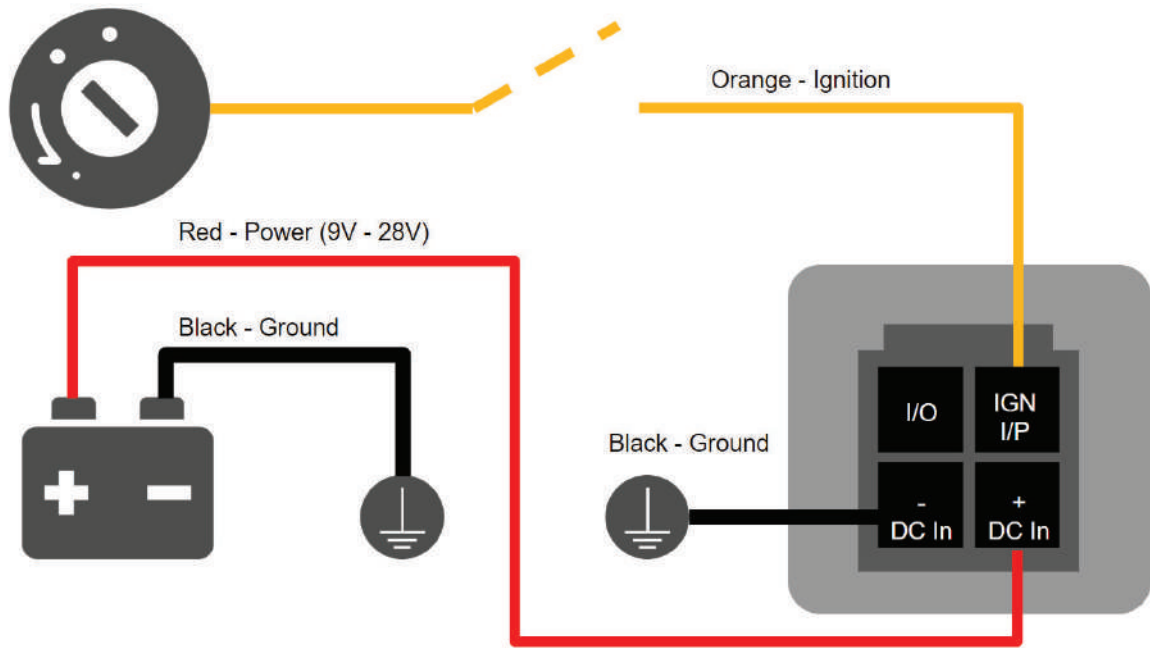 Orange - Ignition
Red - Power (9V - 28V)
Black - Ground
I/O
IGN
I/P
Black - Ground
-
DC In
+
DC In